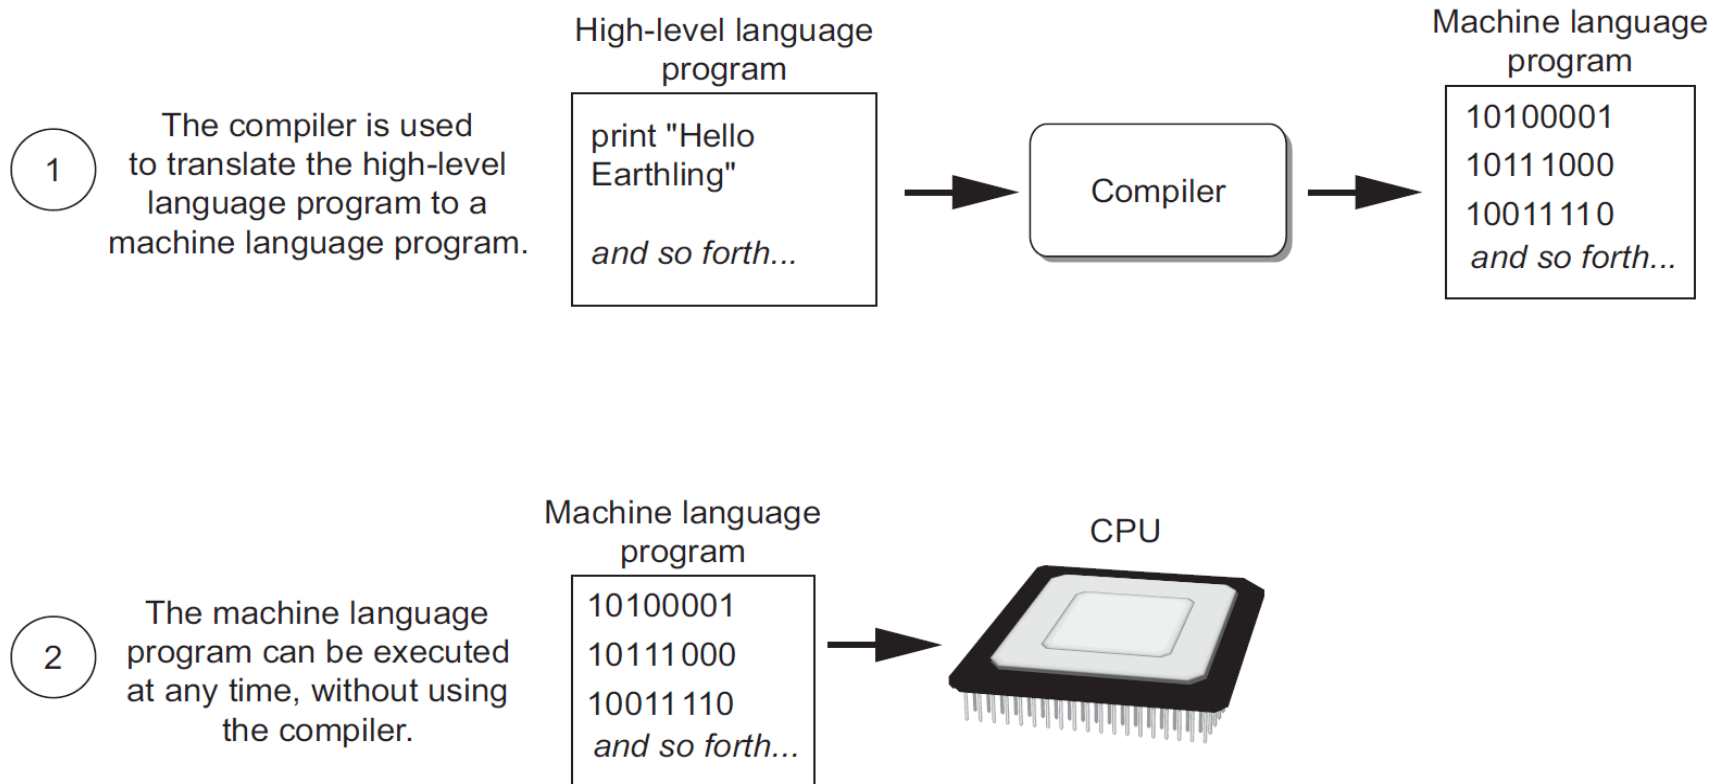 1
The compiler is used
to translate the high-level
language program to a
machine language program.
High-level language
program
print "Hello
Earthling"
and so forth...
Compiler
Machine language
program
10100001
10111000
10011110
and so forth...
2
The machine language
program can be executed
at any time, without using
the compiler.
Machine language
program
10100001
10111000
10011110
and so forth...
CPU